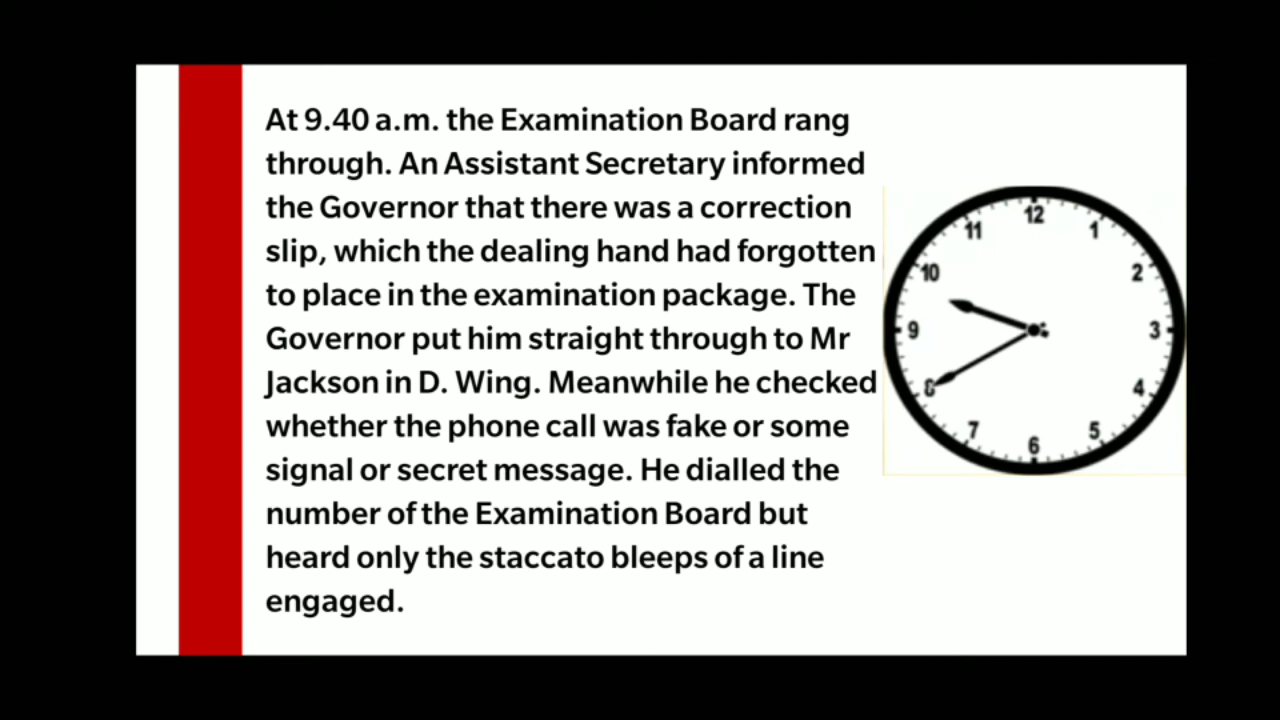 At 9.40 a.m. the Examination Board rang
through. An Assistant Secretary informed
the Governor that there was a correction
slip, which the dealing hand had forgotten
to place in the examination package. The
Governor put him straight through to Mr
Jackson in D. Wing. Meanwhile he checked
whether the phone call was fake or some
signal or secret message. He dialled the
number of the Examination Board but
heard only the staccato bleeps of a line
engaged.
12
11
1
10
2
9
3
8
4
7
5
6